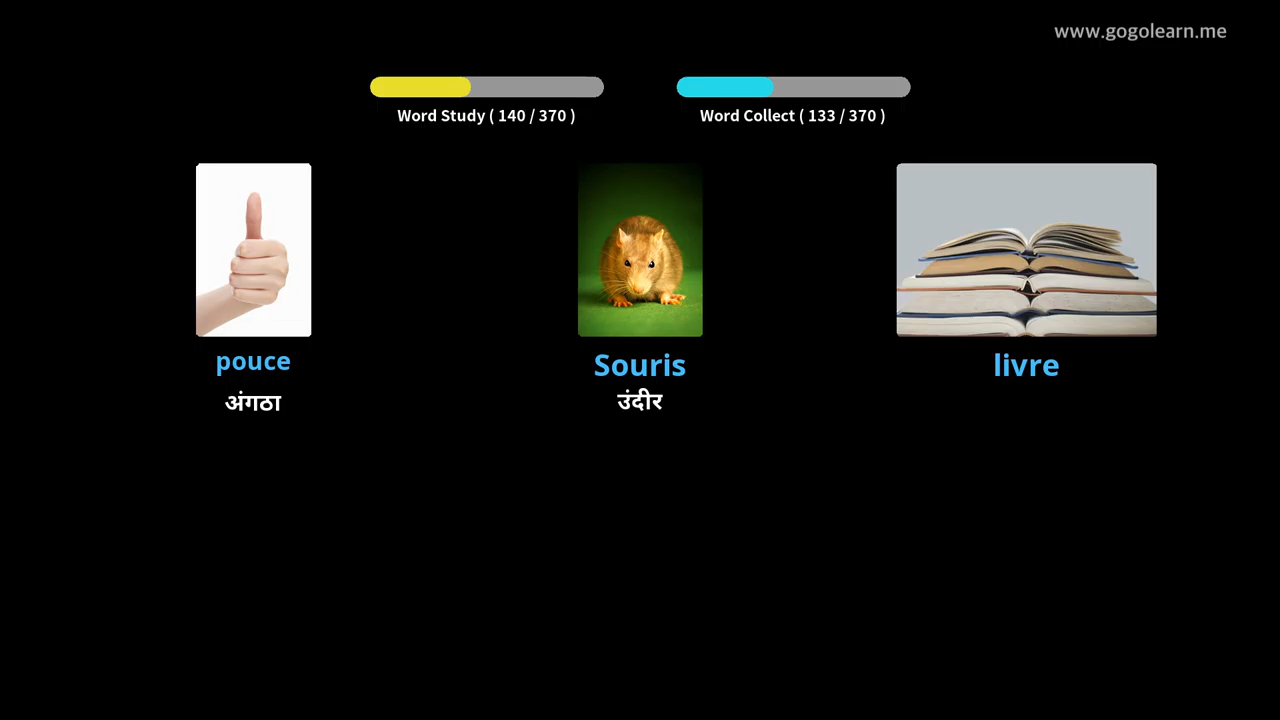 www.gogolearn.me
Word Study ( 140 / 370 )
Word Collect ( 133 / 370 )
pouce
Souris
livre
अंगठा
उंदीर